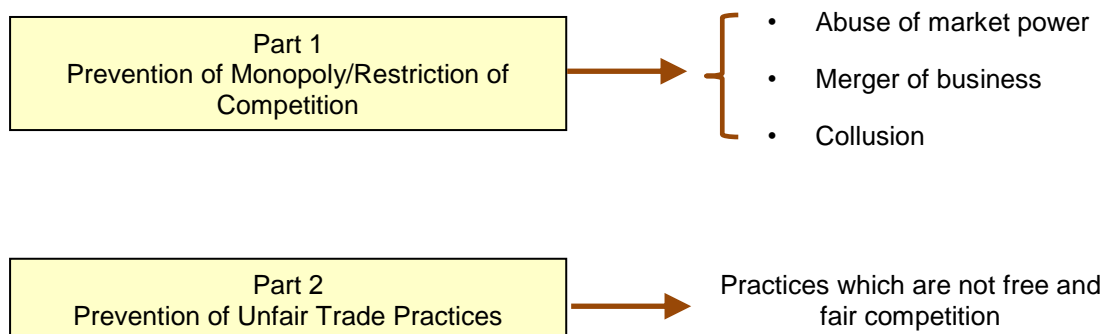 Part 1
Prevention of Monopoly/Restriction of
Competition
• Abuse of market power
• Merger of business
• Collusion
Part 2
Prevention of Unfair Trade Practices
Practices which are not free and
fair competition